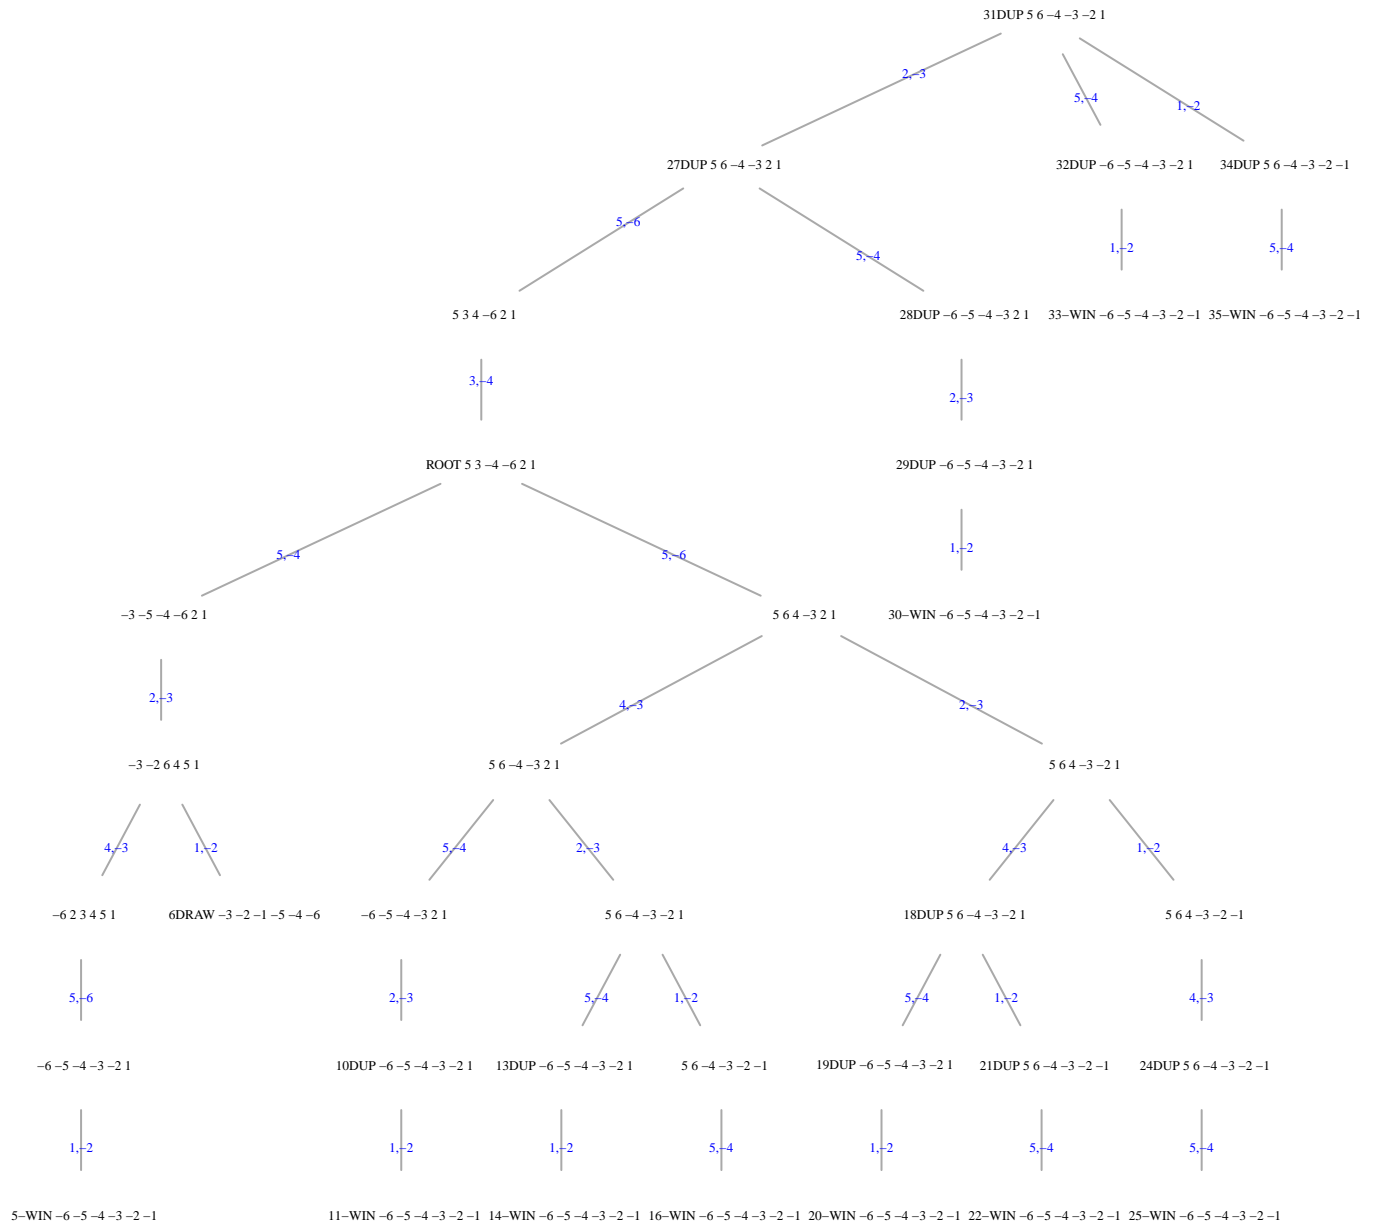 31DUP 5 6 −4 −3 −2 1
2,−3
5,−4
1,−2
27DUP 5 6 −4 −3 2 1
32DUP −6 −5 −4 −3 −2 1
34DUP 5 6 −4 −3 −2 −1
5,−6
5,−4
1,−2
5,−4
5 3 4 −6 2 1
28DUP −6 −5 −4 −3 2 1
33−WIN −6 −5 −4 −3 −2 −1
35−WIN −6 −5 −4 −3 −2 −1
3,−4
2,−3
ROOT 5 3 −4 −6 2 1
29DUP −6 −5 −4 −3 −2 1
5,−4
5,−6
1,−2
−3 −5 −4 −6 2 1
5 6 4 −3 2 1
30−WIN −6 −5 −4 −3 −2 −1
2,−3
4,−3
2,−3
−3 −2 6 4 5 1
5 6 −4 −3 2 1
5 6 4 −3 −2 1
4,−3
1,−2
5,−4
2,−3
4,−3
1,−2
−6 2 3 4 5 1
6DRAW −3 −2 −1 −5 −4 −6
−6 −5 −4 −3 2 1
5 6 −4 −3 −2 1
18DUP 5 6 −4 −3 −2 1
5 6 4 −3 −2 −1
5,−6
2,−3
5,−4
1,−2
5,−4
1,−2
4,−3
−6 −5 −4 −3 −2 1
10DUP −6 −5 −4 −3 −2 1
13DUP −6 −5 −4 −3 −2 1
5 6 −4 −3 −2 −1
19DUP −6 −5 −4 −3 −2 1
21DUP 5 6 −4 −3 −2 −1
24DUP 5 6 −4 −3 −2 −1
1,−2
1,−2
1,−2
5,−4
1,−2
5,−4
5,−4
5−WIN −6 −5 −4 −3 −2 −1
11−WIN −6 −5 −4 −3 −2 −1
14−WIN −6 −5 −4 −3 −2 −1
16−WIN −6 −5 −4 −3 −2 −1
20−WIN −6 −5 −4 −3 −2 −1
22−WIN −6 −5 −4 −3 −2 −1
25−WIN −6 −5 −4 −3 −2 −1